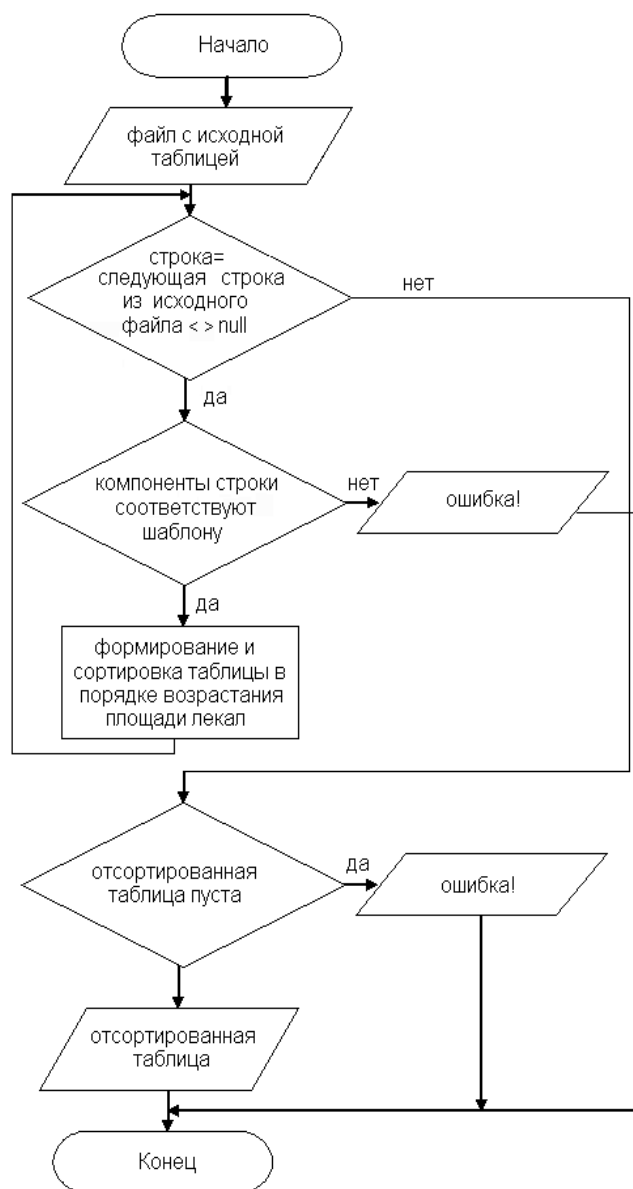 Начало
файл с исходной
таблицей
строка=
следующая строка
из исходного
файла < > null
нет
да
компоненты строки
соответствуют
шаблону
нет
ошибка!
да
формирование и
сортировка таблицы в
порядке возрастания
площади лекал
отсортированная
таблица пуста
да
ошибка!
отсортированная
таблица
Конец